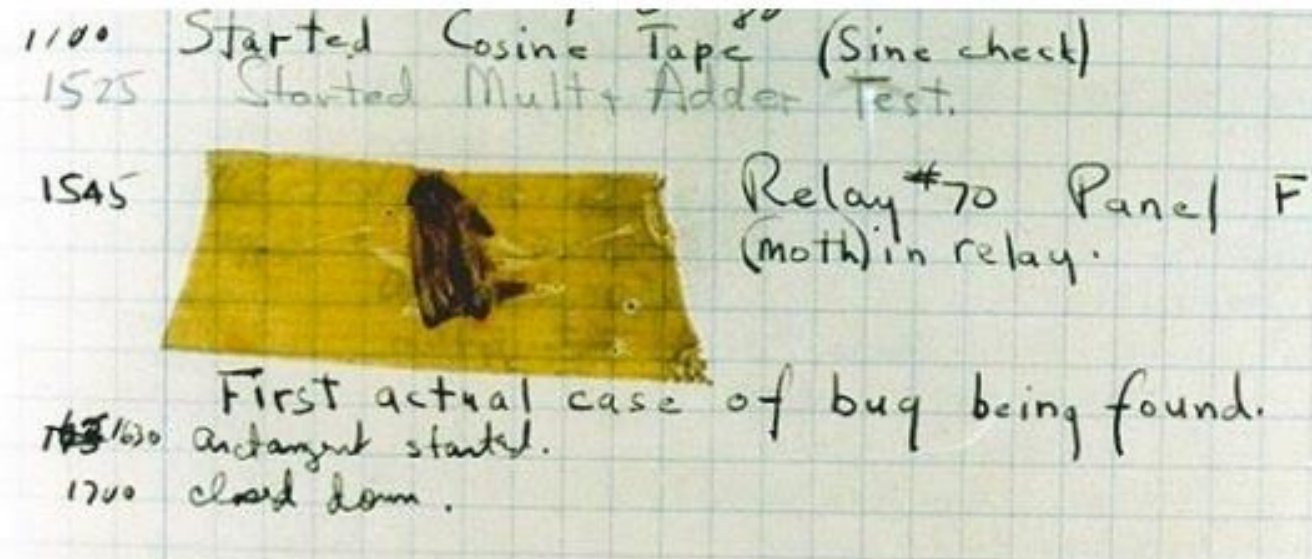 1100 Started Cosine Tape (Sine check)
1525 Started Mult + Adder Test.
1545 Relay #70 Panel F
(moth) in relay.
First actual case of bug being found.
1630 arctangent started.
1700 closed down.